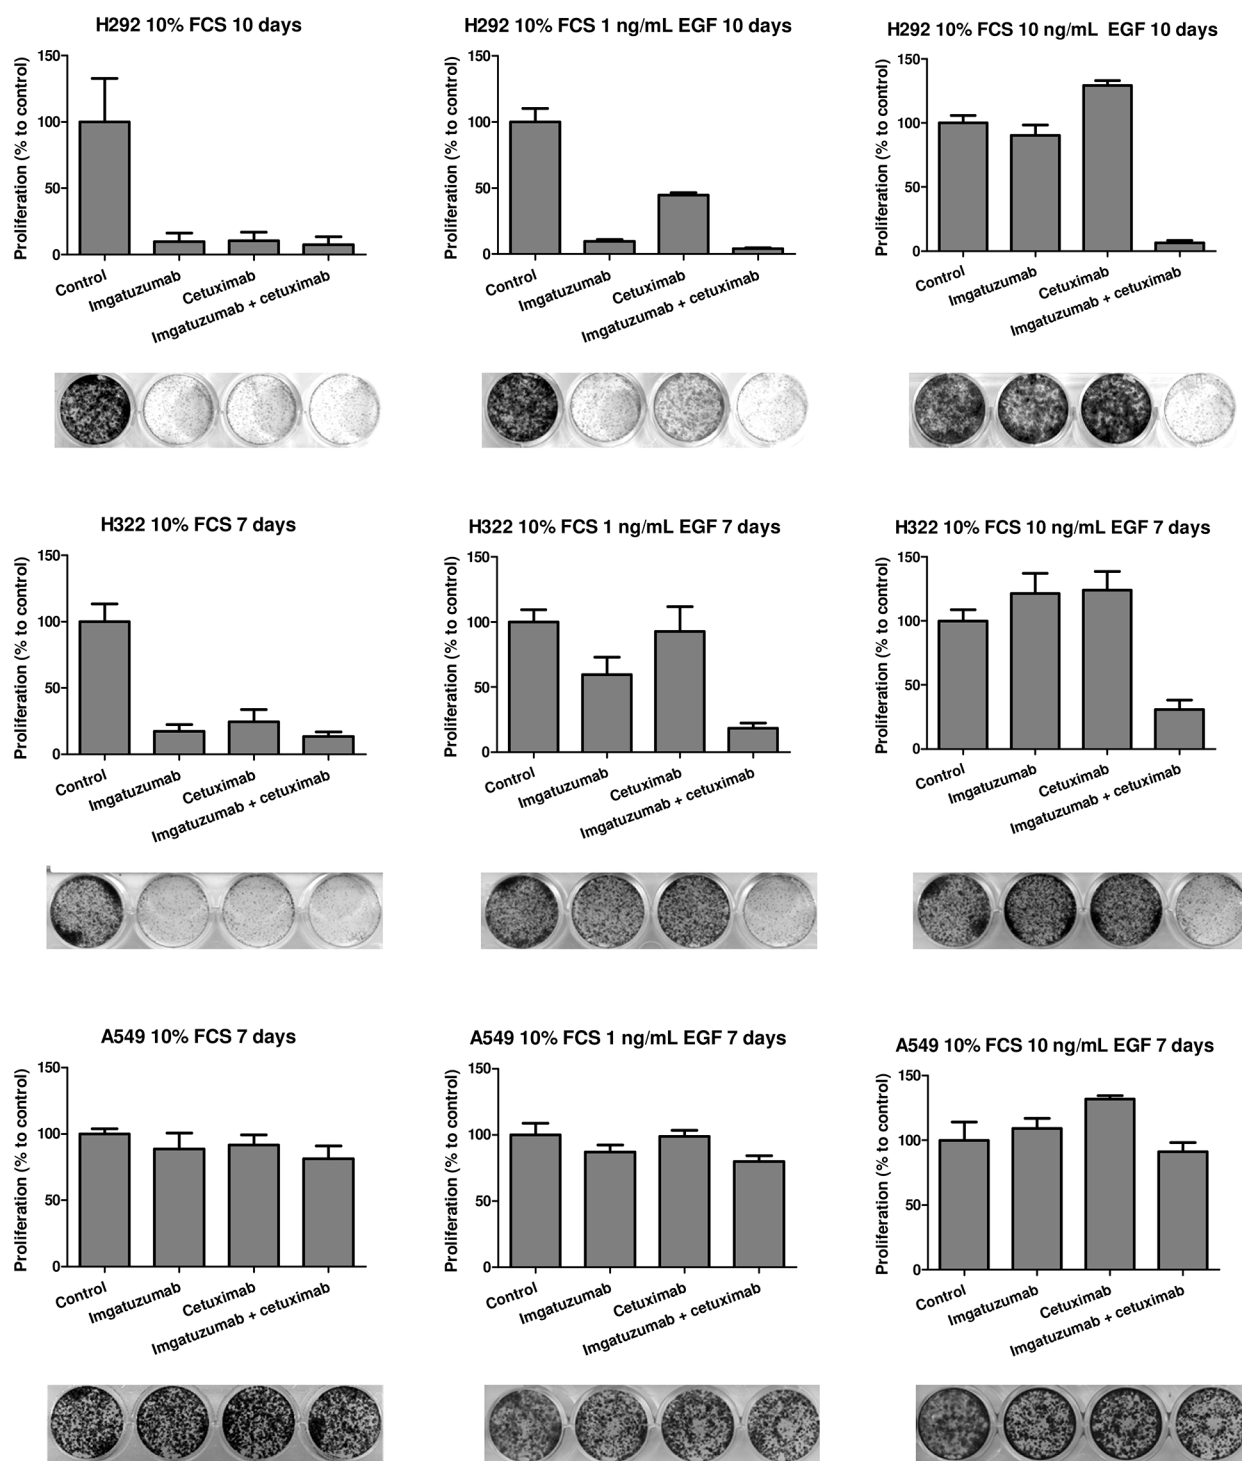 H292 10% FCS 10 days
Proliferation (% to control)
150
100
50
0
Control
Imgatuzumab
Cetuximab
Imgatuzumab + cetuximab
H292 10% FCS 1 ng/mL EGF 10 days
Proliferation (% to control)
150
100
50
0
Control
Imgatuzumab
Cetuximab
Imgatuzumab + cetuximab
H292 10% FCS 10 ng/mL EGF 10 days
Proliferation (% to control)
150
100
50
0
Control
Imgatuzumab
Cetuximab
Imgatuzumab + cetuximab
H322 10% FCS 7 days
Proliferation (% to control)
150
100
50
0
Control
Imgatuzumab
Cetuximab
Imgatuzumab + cetuximab
H322 10% FCS 1 ng/mL EGF 7 days
Proliferation (% to control)
150
100
50
0
Control
Imgatuzumab
Cetuximab
Imgatuzumab + cetuximab
H322 10% FCS 10 ng/mL EGF 7 days
Proliferation (% to control)
150
100
50
0
Control
Imgatuzumab
Cetuximab
Imgatuzumab + cetuximab
A549 10% FCS 7 days
Proliferation (% to control)
150
100
50
0
Control
Imgatuzumab
Cetuximab
Imgatuzumab + cetuximab
A549 10% FCS 1 ng/mL EGF 7 days
Proliferation (% to control)
150
100
50
0
Control
Imgatuzumab
Cetuximab
Imgatuzumab + cetuximab
A549 10% FCS 10 ng/mL EGF 7 days
Proliferation (% to control)
150
100
50
0
Control
Imgatuzumab
Cetuximab
Imgatuzumab + cetuximab